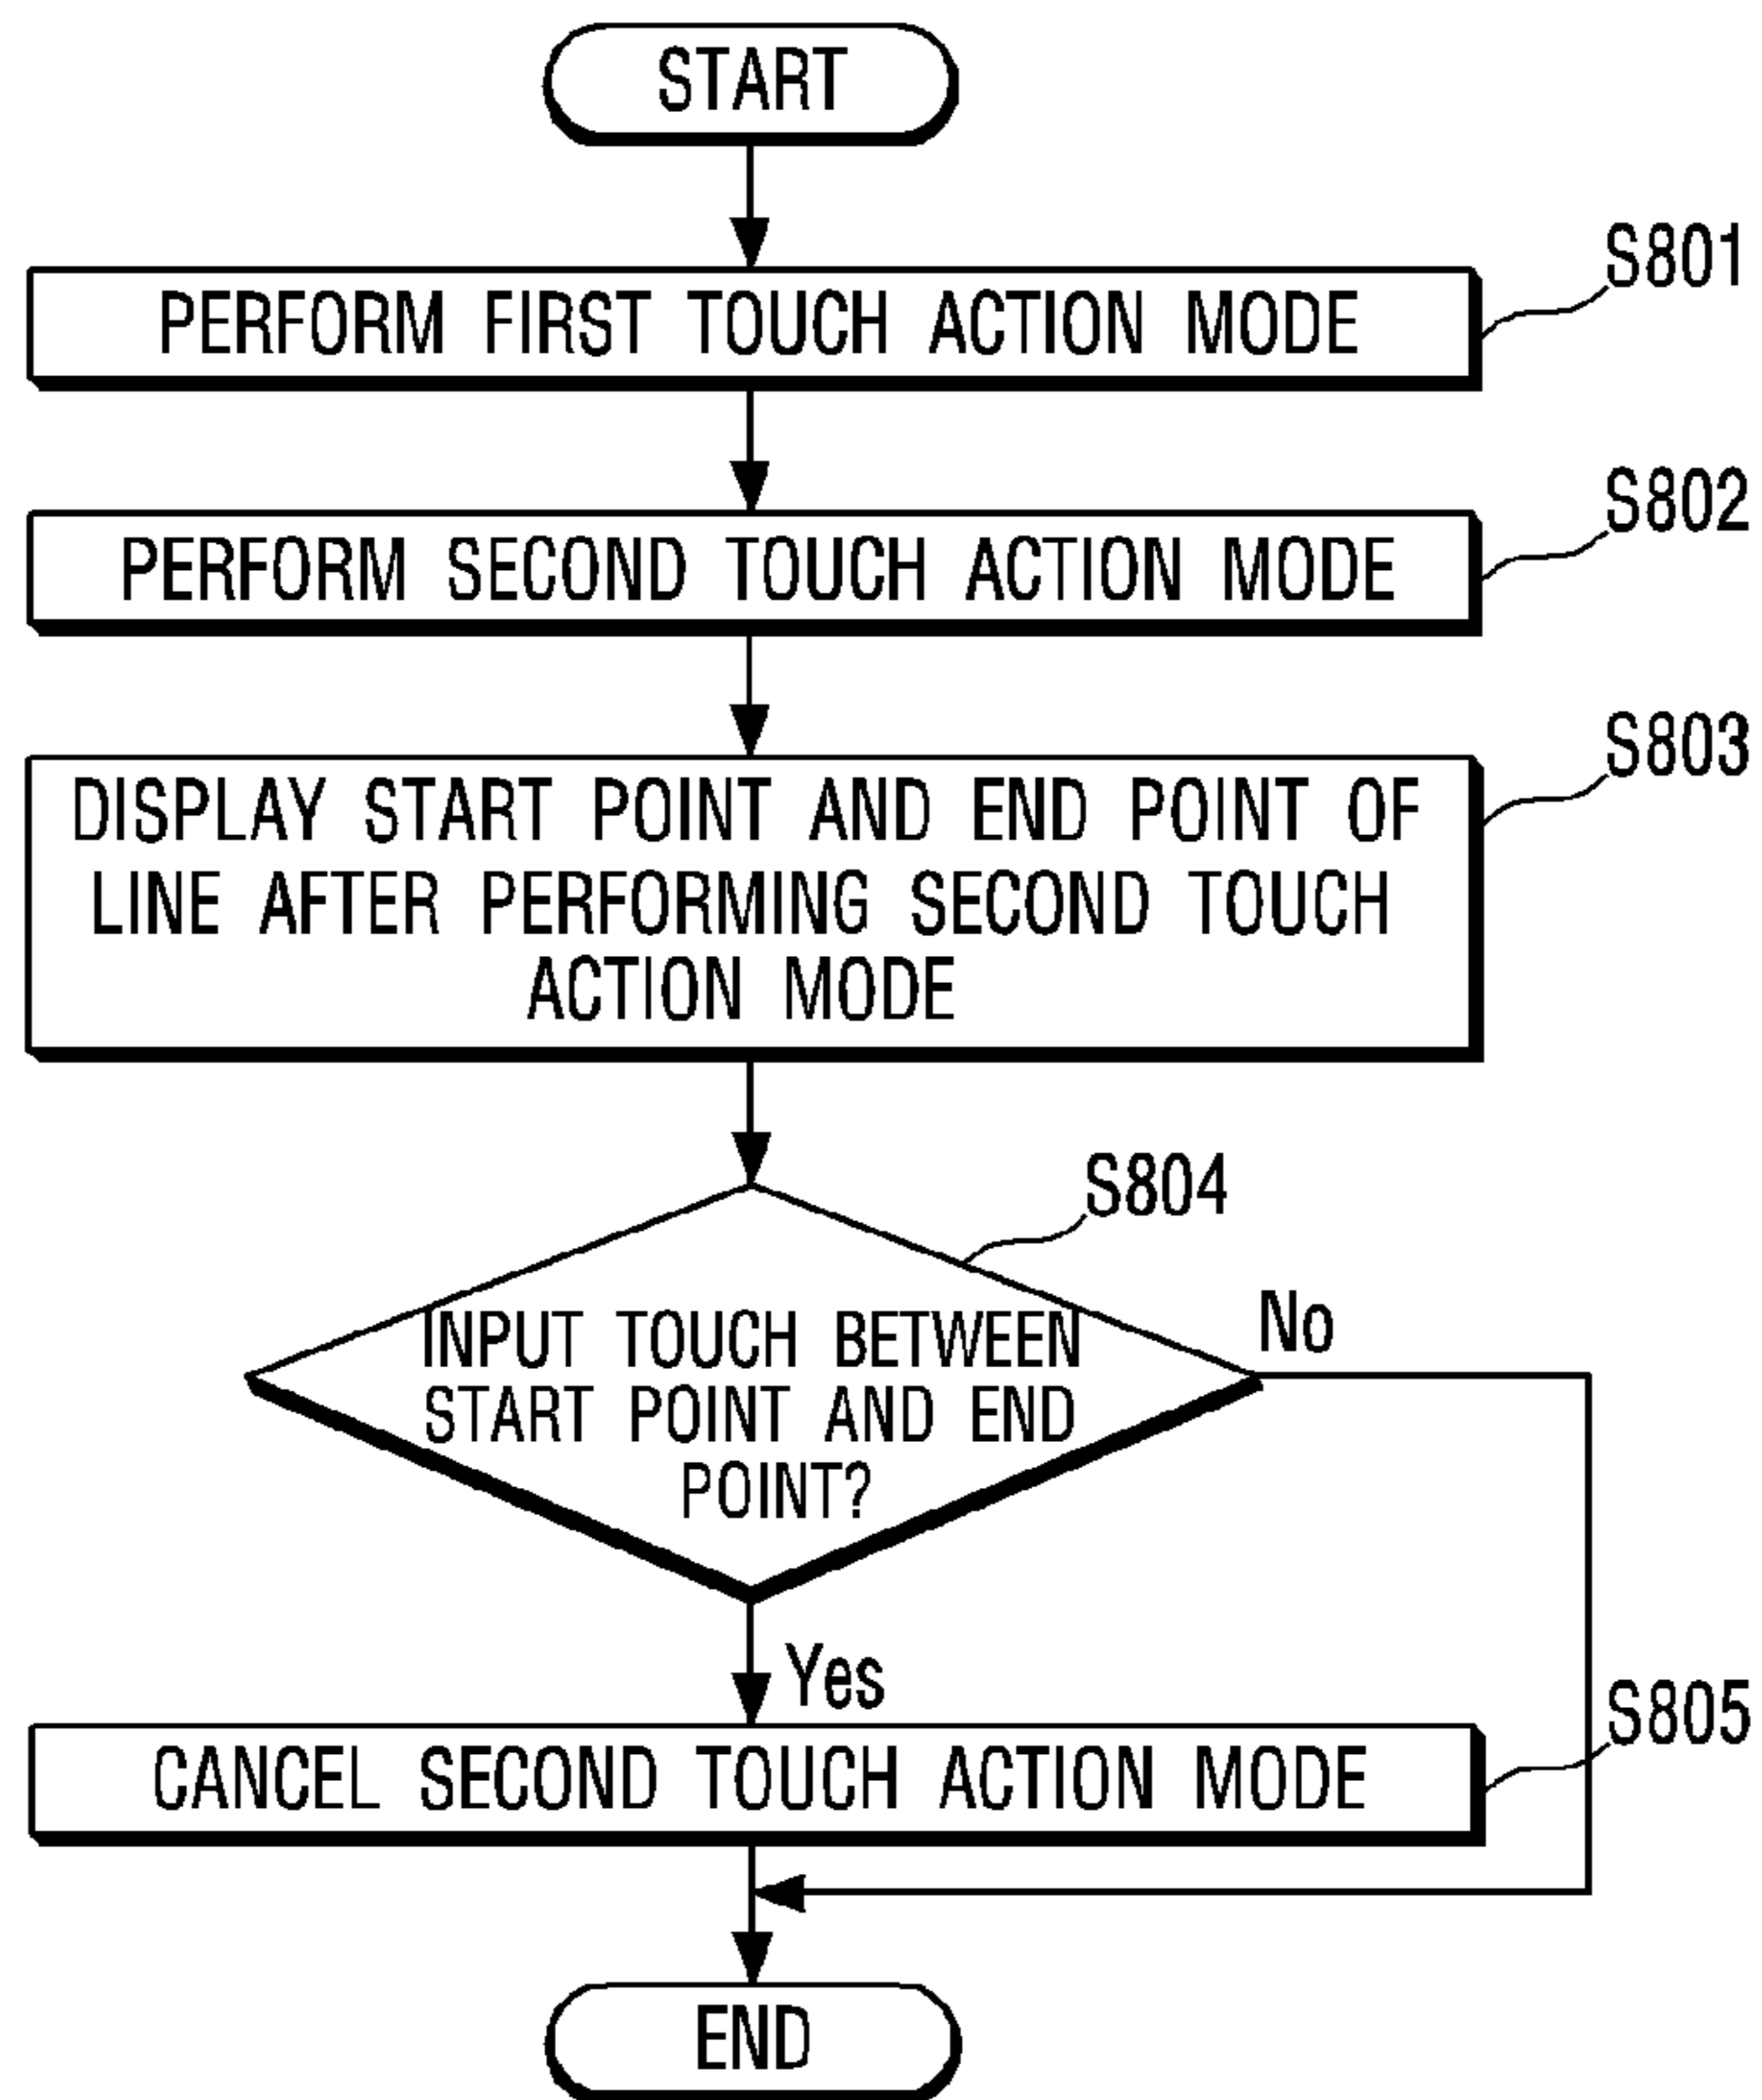 START
S801
PERFORM FIRST TOUCH ACTION MODE
S802
PERFORM SECOND TOUCH ACTION MODE
S803
DISPLAY START POINT AND END POINT OF
LINE AFTER PERFORMING SECOND TOUCH
ACTION MODE
S804
INPUT TOUCH BETWEEN
START POINT AND END
POINT?
No
Yes
S805
CANCEL SECOND TOUCH ACTION MODE
END